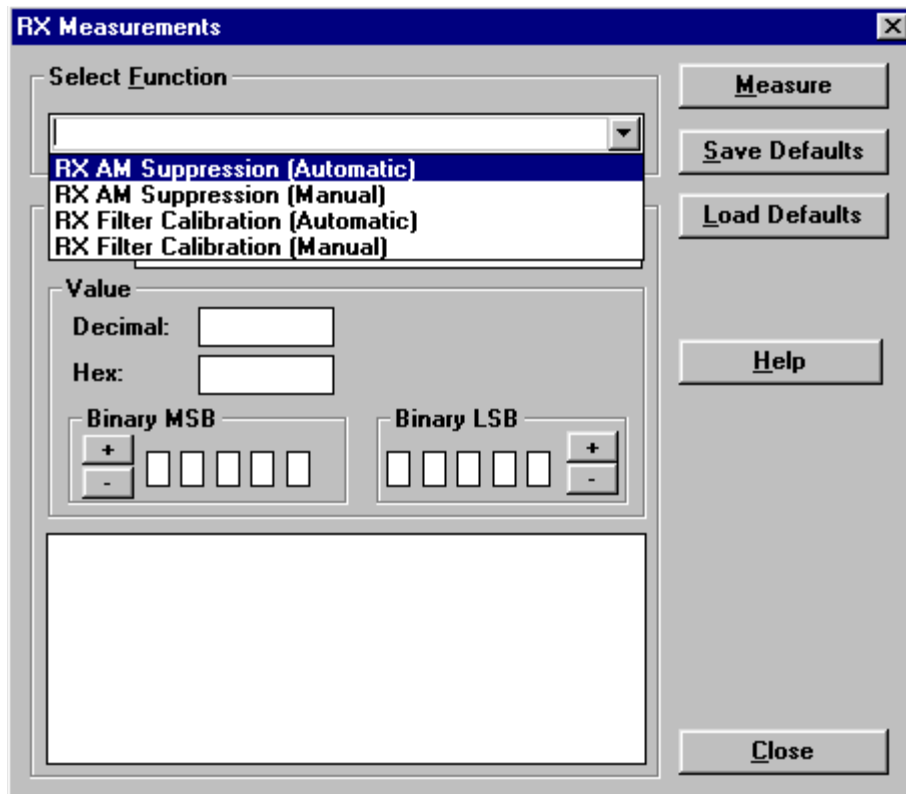 RX Measurements
Select Function
RX AM Suppression (Automatic)
RX AM Suppression (Manual)
RX Filter Calibration (Automatic)
RX Filter Calibration (Manual)
Value
Decimal:
Hex:
Binary MSB
+
-
Binary LSB
+
-
Measure
Save Defaults
Load Defaults
Help
Close